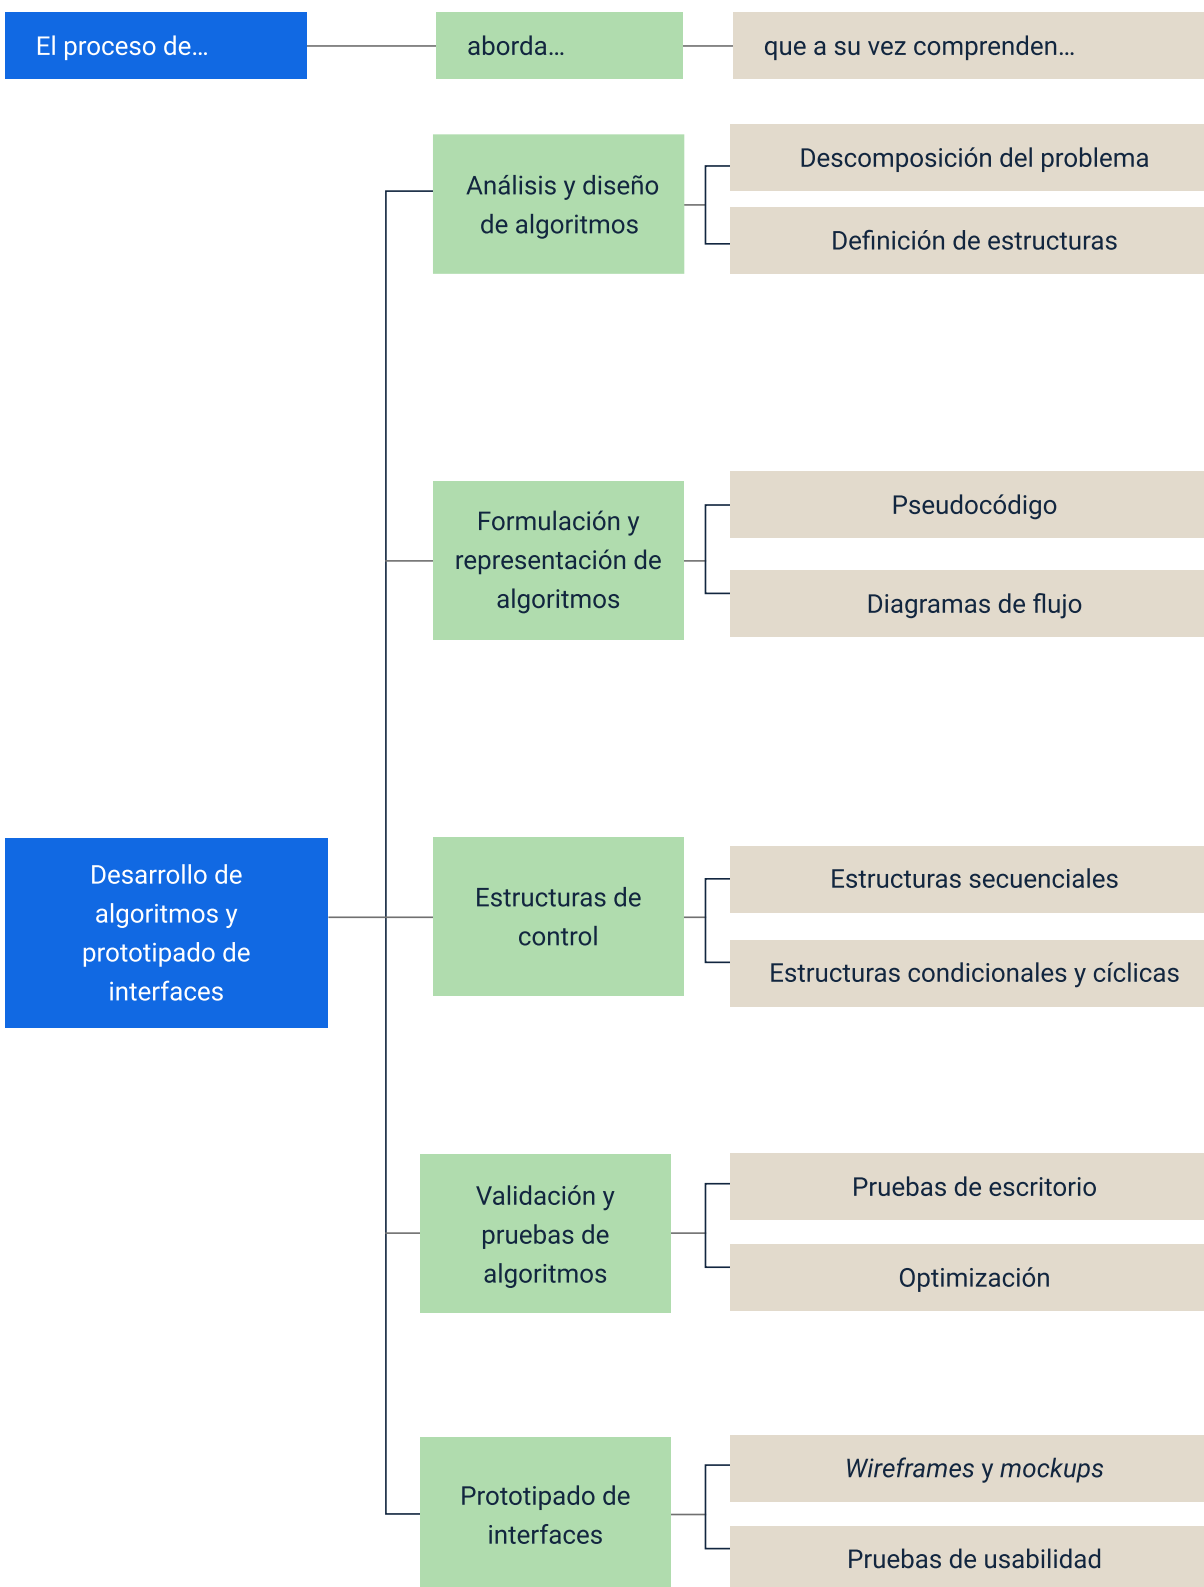 El proceso de...
aborda...
que a su vez comprenden...
Análisis y diseño
de algoritmos
Descomposición del problema
Definición de estructuras
Formulación y
representación de
algoritmos
Pseudocódigo
Diagramas de flujo
Desarrollo de
algoritmos y
prototipado de
interfaces
Estructuras de
control
Estructuras secuenciales
Estructuras condicionales y cíclicas
Validación y
pruebas de
algoritmos
Pruebas de escritorio
Optimización
Prototipado de
interfaces
Wireframes y mockups
Pruebas de usabilidad